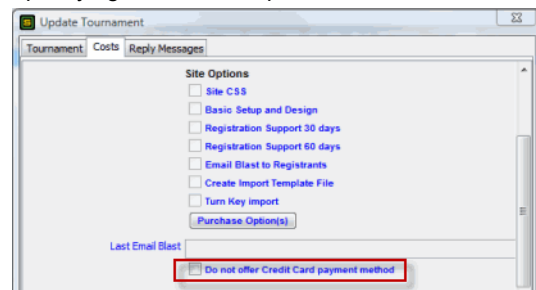 Update Tournament
Tournament Costs Reply Messages
Site Options
Site CSS
Basic Setup and Design
Registration Support 30 days
Registration Support 60 days
Email Blast to Registrants
Create Import Template File
Turn Key import
Purchase Option(s)
Last Email Blast
Do not offer Credit Card payment method